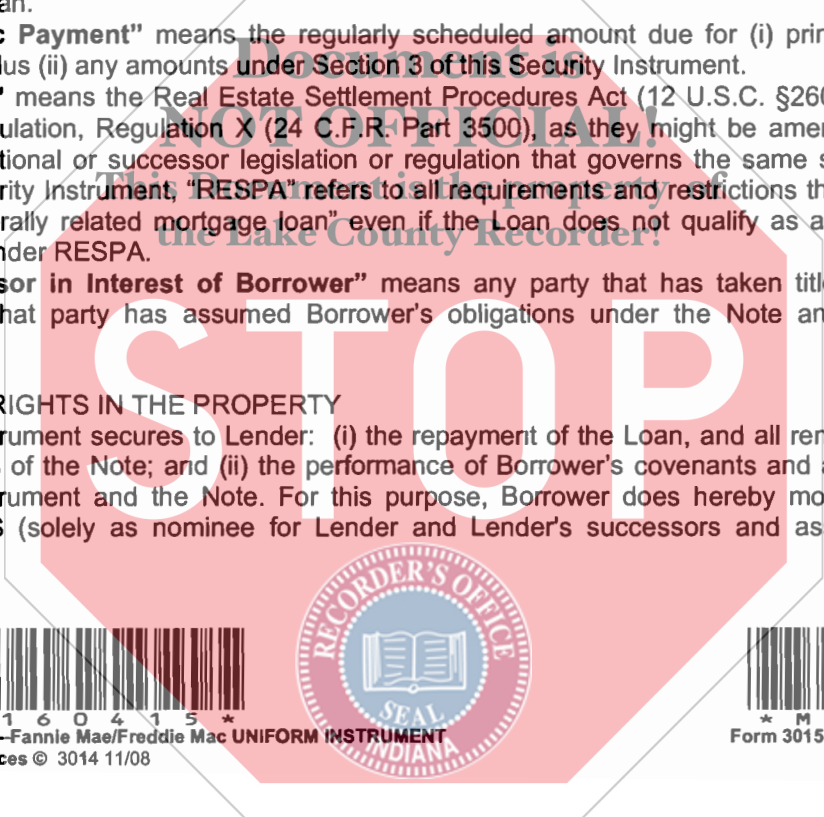 an.
c Payment” means the regularly scheduled amount due for (i) prin
lus (ii) any amounts under Section 3 of this Security Instrument.
” means the Real Estate Settlement Procedures Act (12 U.S.C. §260
ulation, Regulation X (24 C.F.R. Part 3500), as they might be amen
tional or successor legislation or regulation that governs the same s
rity Instrument, “RESPA” refers to all requirements and restrictions th
rally related mortgage loan” even if the Loan does not qualify as a
nder RESPA.
sor in Interest of Borrower” means any party that has taken title
hat party has assumed Borrower's obligations under the Note an
Document is
NOT OFFICIAL!
This Document is the property of
the Lake County Recorder!
STOP
RIGHTS IN THE PROPERTY
rument secures to Lender: (i) the repayment of the Loan, and all ren
of the Note; and (ii) the performance of Borrower's covenants and a
rument and the Note. For this purpose, Borrower does hereby mo
S (solely as nominee for Lender and Lender's successors and as
RECORDER'S OFFICE
SEAL
INDIANA
1 6 0 4 1 5 *
* M
–Fannie Mae/Freddie Mac UNIFORM INSTRUMENT
Form 3015
ces © 3014 11/08